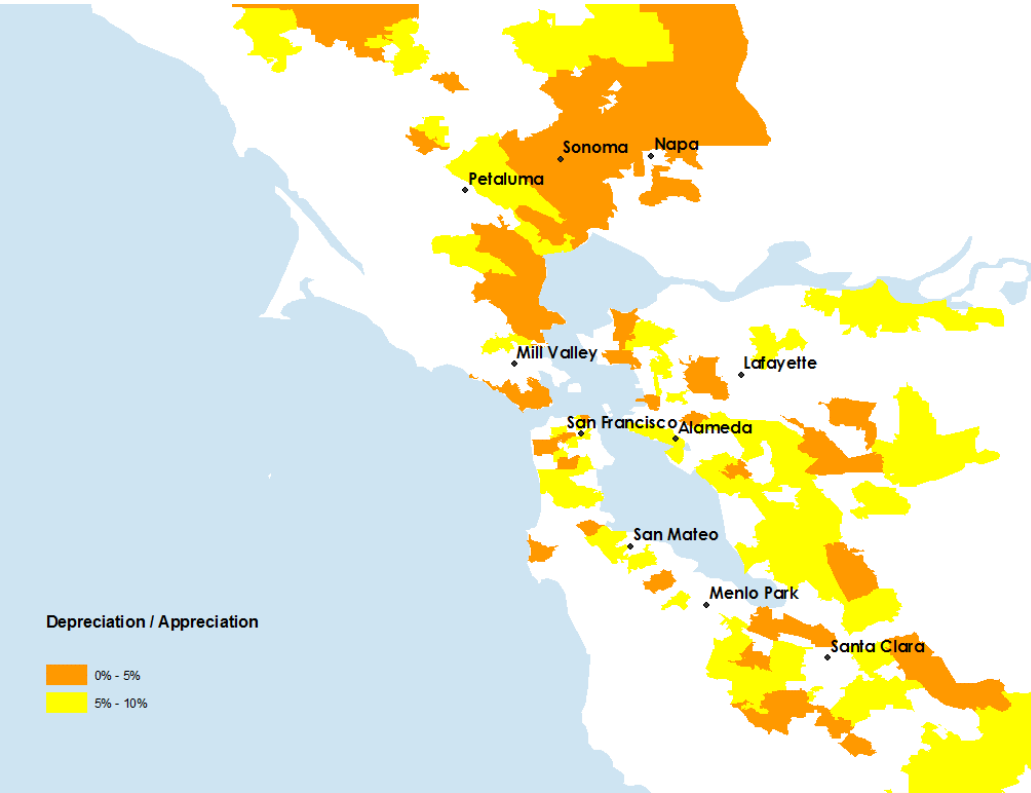 Sonoma
Napa
Petaluma
Mill Valley
Lafayette
San Francisco
Alameda
San Mateo
Menlo Park
Depreciation / Appreciation
Santa Clara
0% - 5%
5% - 10%